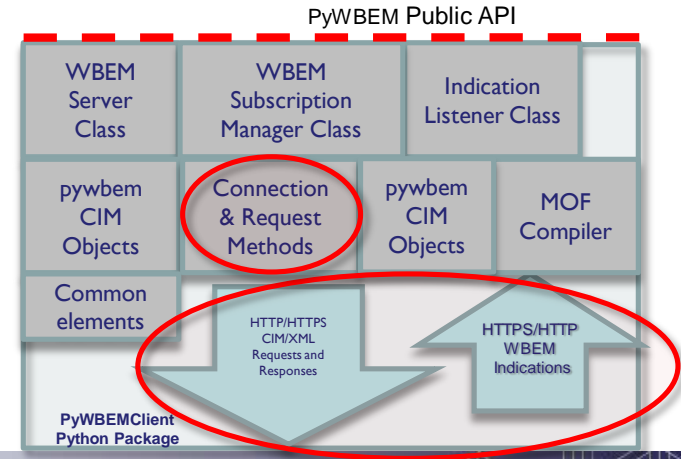 PyWBEM Public API
WBEM
Server
Class
WBEM
Subscription
Manager Class
Indication
Listener Class
pywbem
CIM
Objects
Connection
& Request
Methods
pywbem
CIM
Objects
MOF
Compiler
Common
elements
HTTP/HTTPS
CIM/XML
Requests and
Responses
HTTPS/HTTP
WBEM
Indications
PyWBEMClient
Python Package